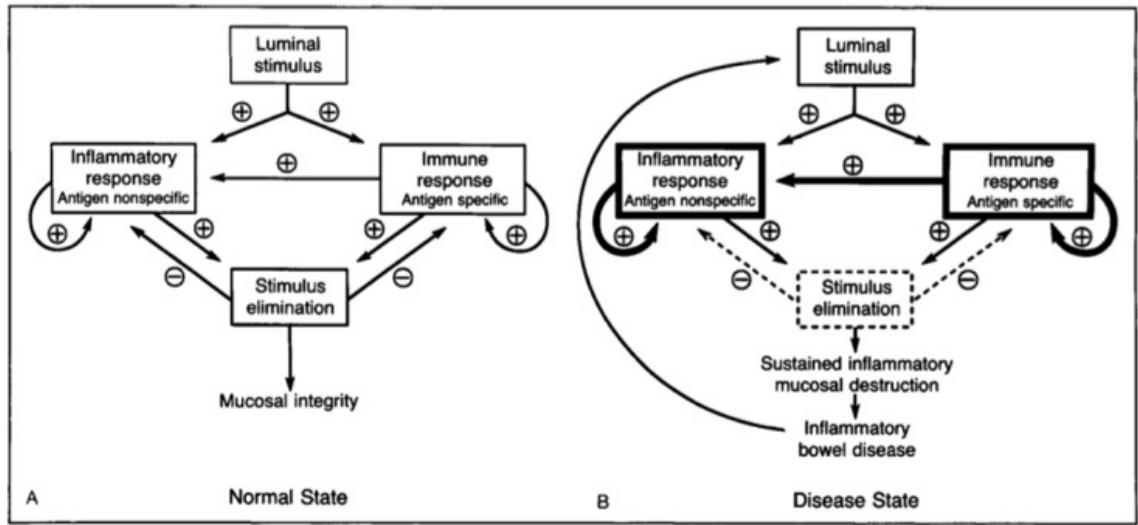 Luminal
stimulus
⊕ ⊕
Inflammatory
response
Antigen nonspecific
⊕
Immune
response
Antigen specific
⊕ ⊕ ⊕ ⊕
⊖ ⊖
Stimulus
elimination
Mucosal integrity
A Normal State
Luminal
stimulus
⊕ ⊕
Inflammatory
response
Antigen nonspecific
⊕
Immune
response
Antigen specific
⊕ ⊕ ⊕ ⊕
⊖ ⊖
Stimulus
elimination
Sustained inflammatory
mucosal destruction
Inflammatory
bowel disease
B Disease State